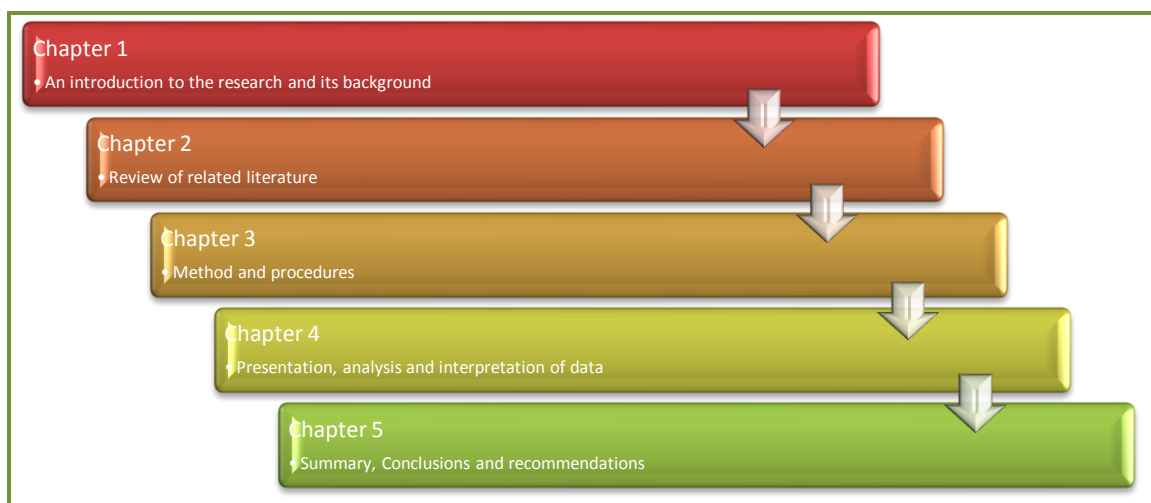 Chapter 1
• An introduction to the research and its background
Chapter 2
• Review of related literature
Chapter 3
• Method and procedures
Chapter 4
• Presentation, analysis and interpretation of data
Chapter 5
• Summary, Conclusions and recommendations